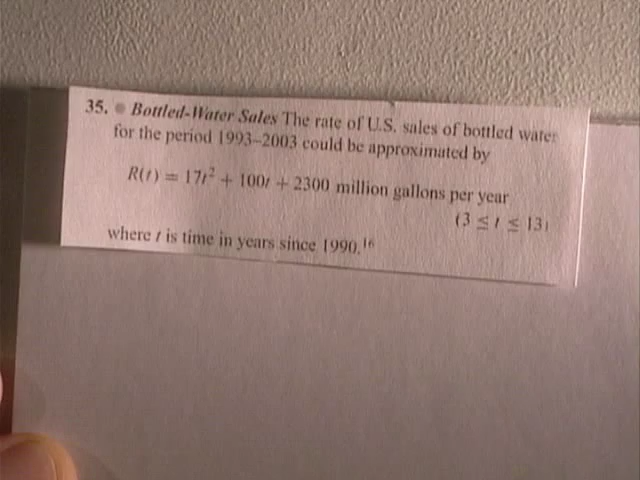 35. Bottled-Water Sales The rate of U.S. sales of bottled water
for the period 1993–2003 could be approximated by
R(t) = 17t² + 100t + 2300 million gallons per year
(3 ≤ t ≤ 13)
where t is time in years since 1990.¹⁶